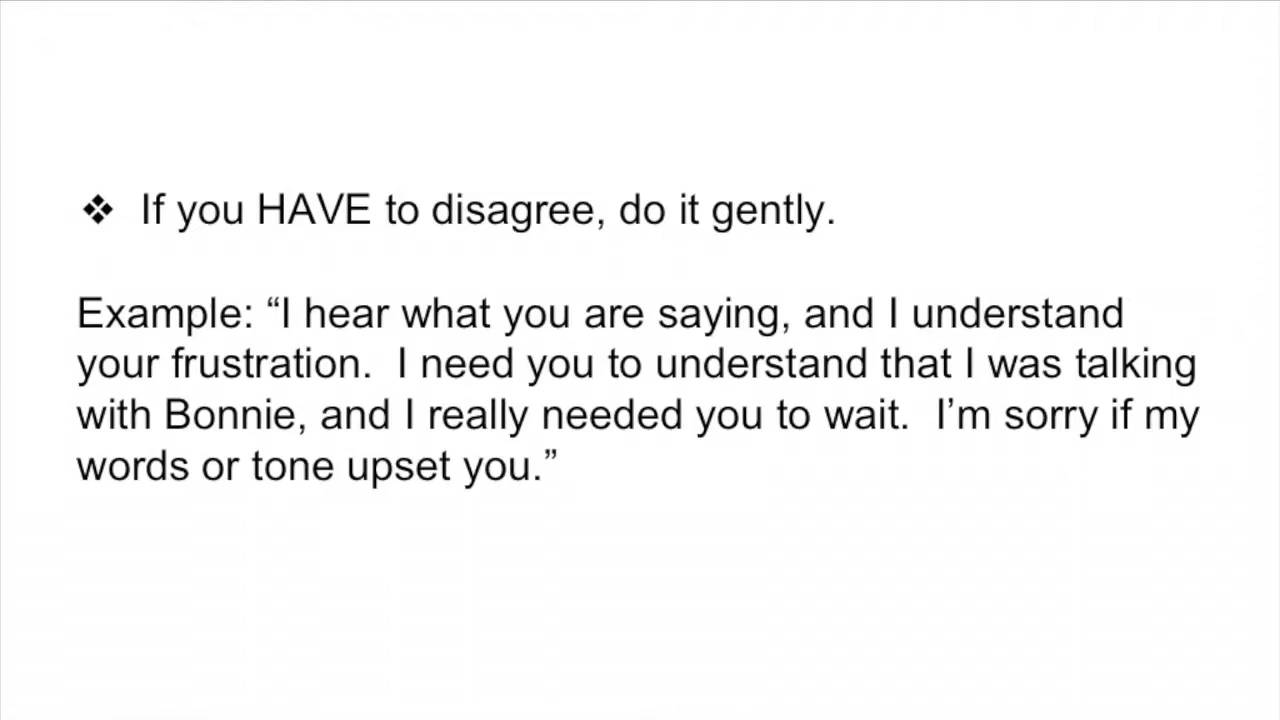 ❖ If you HAVE to disagree, do it gently.
Example: “I hear what you are saying, and I understand
your frustration.  I need you to understand that I was talking
with Bonnie, and I really needed you to wait.  I’m sorry if my
words or tone upset you.”